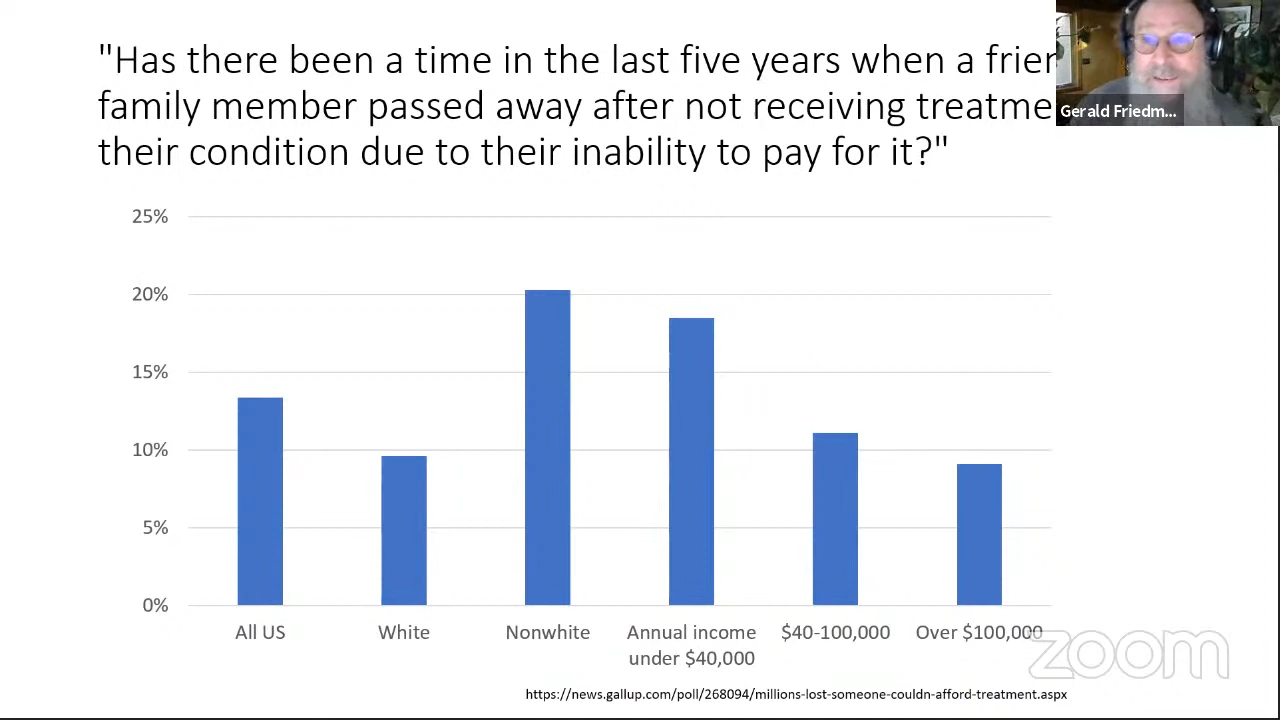 "Has there been a time in the last five years when a frien
family member passed away after not receiving treatme
their condition due to their inability to pay for it?"
Gerald Friedm...
25%
20%
15%
10%
5%
0%
All US
White
Nonwhite
Annual income
under $40,000
$40-100,000
Over $100,000
zoom
https://news.gallup.com/poll/268094/millions-lost-someone-couldn-afford-treatment.aspx